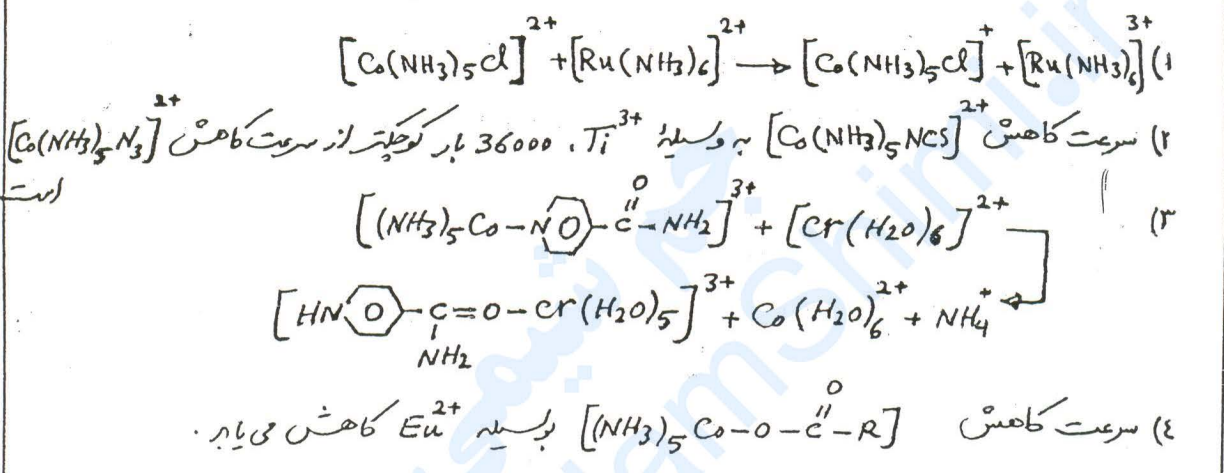 ۱) [Co(NH3)5Cl]²⁺ + [Ru(NH3)6]²⁺ → [Co(NH3)5Cl]⁺ + [Ru(NH3)6]³⁺
۲) سرعت کاهش [Co(NH3)5NCS]²⁺ به وسیلهٔ Ti³⁺، 36000 بار کوچکتر از سرعت کاهش [Co(NH3)5N3]²⁺
است
۳) [(NH3)5Co-N⌬-C(=O)-NH2]³⁺ + [Cr(H2O)6]²⁺
[HN⌬-C(NH2)=O-Cr(H2O)5]³⁺ + Co(H2O)6²⁺ + NH4⁺
۴) سرعت کاهش [(NH3)5Co-O-C(=O)-R] بوسیله Eu²⁺ کاهش می یابد.